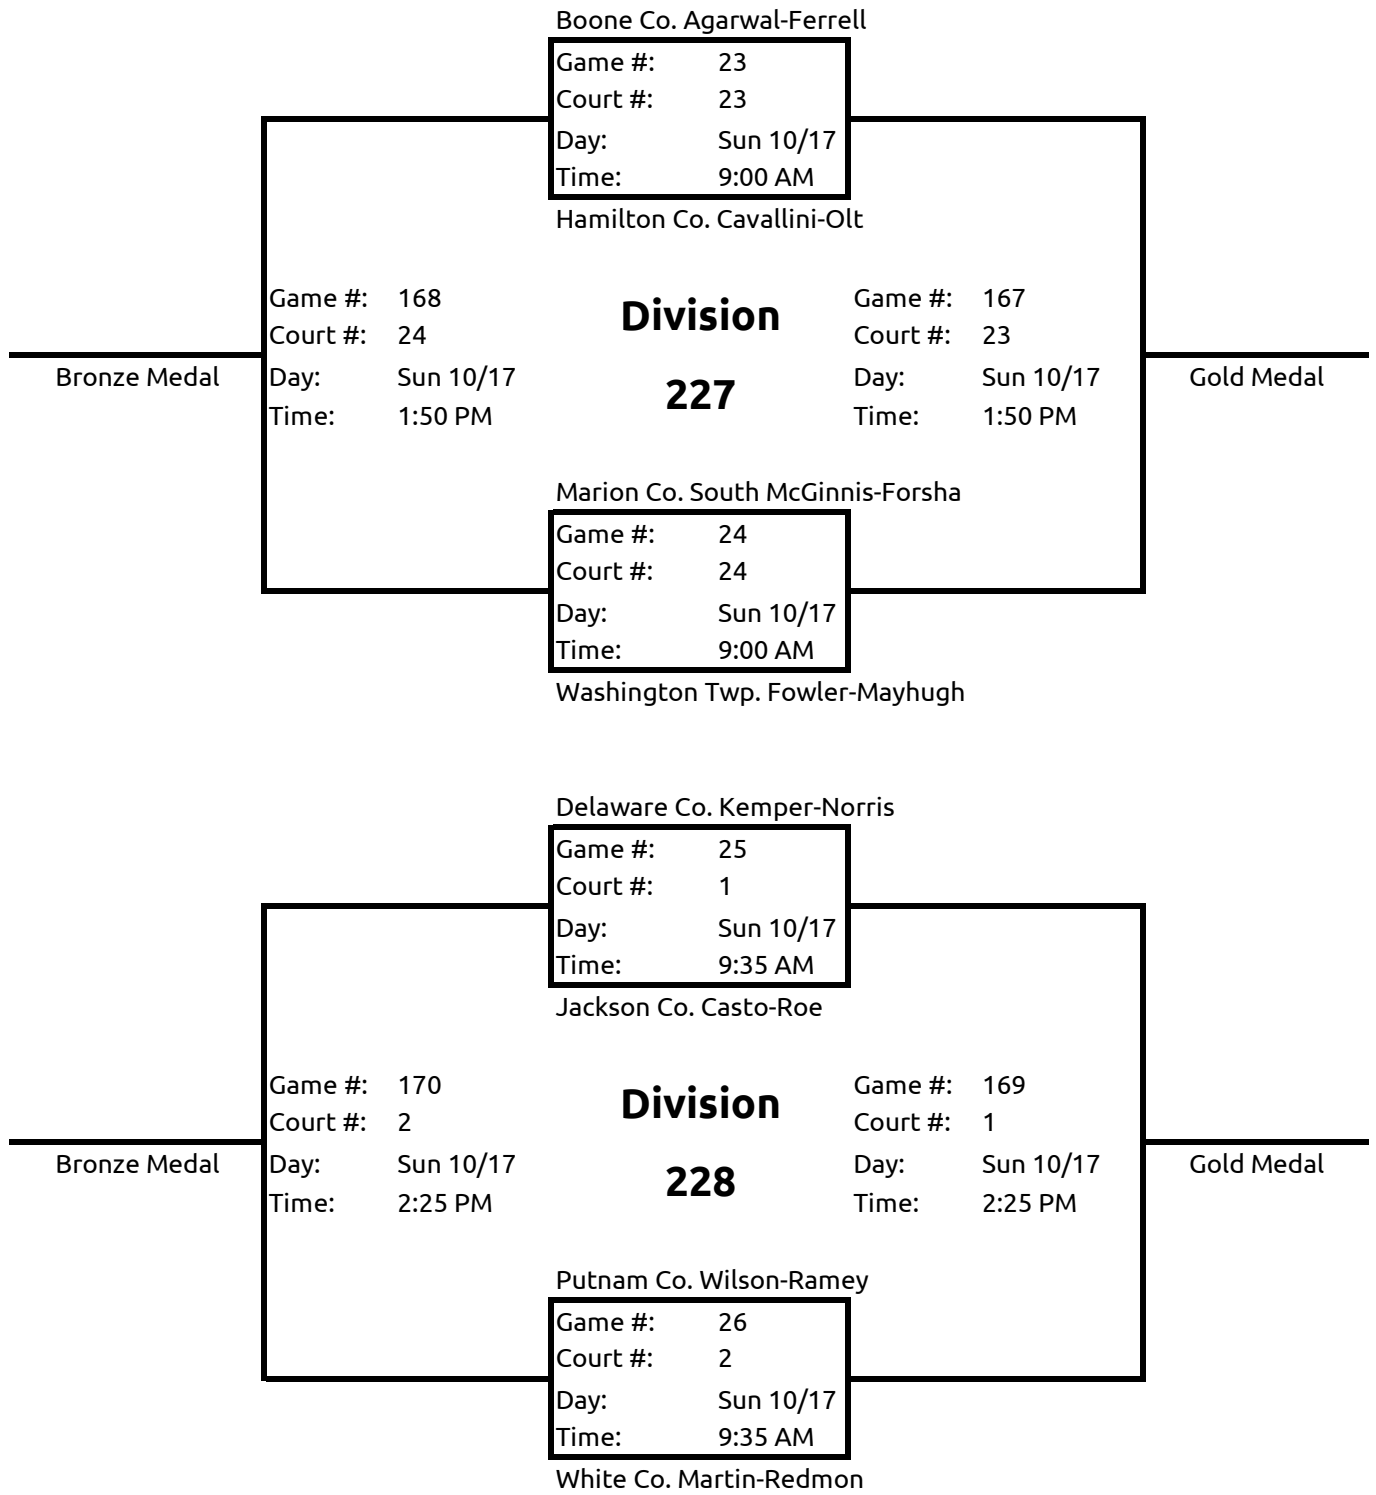 Boone Co. Agarwal-Ferrell
Game #: 23
Court #: 23
Day: Sun 10/17
Time: 9:00 AM
Hamilton Co. Cavallini-Olt
Game #: 168
Court #: 24
Day: Sun 10/17
Time: 1:50 PM
Bronze Medal
Division
227
Game #: 167
Court #: 23
Day: Sun 10/17
Time: 1:50 PM
Gold Medal
Marion Co. South McGinnis-Forsha
Game #: 24
Court #: 24
Day: Sun 10/17
Time: 9:00 AM
Washington Twp. Fowler-Mayhugh
Delaware Co. Kemper-Norris
Game #: 25
Court #: 1
Day: Sun 10/17
Time: 9:35 AM
Jackson Co. Casto-Roe
Game #: 170
Court #: 2
Day: Sun 10/17
Time: 2:25 PM
Bronze Medal
Division
228
Game #: 169
Court #: 1
Day: Sun 10/17
Time: 2:25 PM
Gold Medal
Putnam Co. Wilson-Ramey
Game #: 26
Court #: 2
Day: Sun 10/17
Time: 9:35 AM
White Co. Martin-Redmon